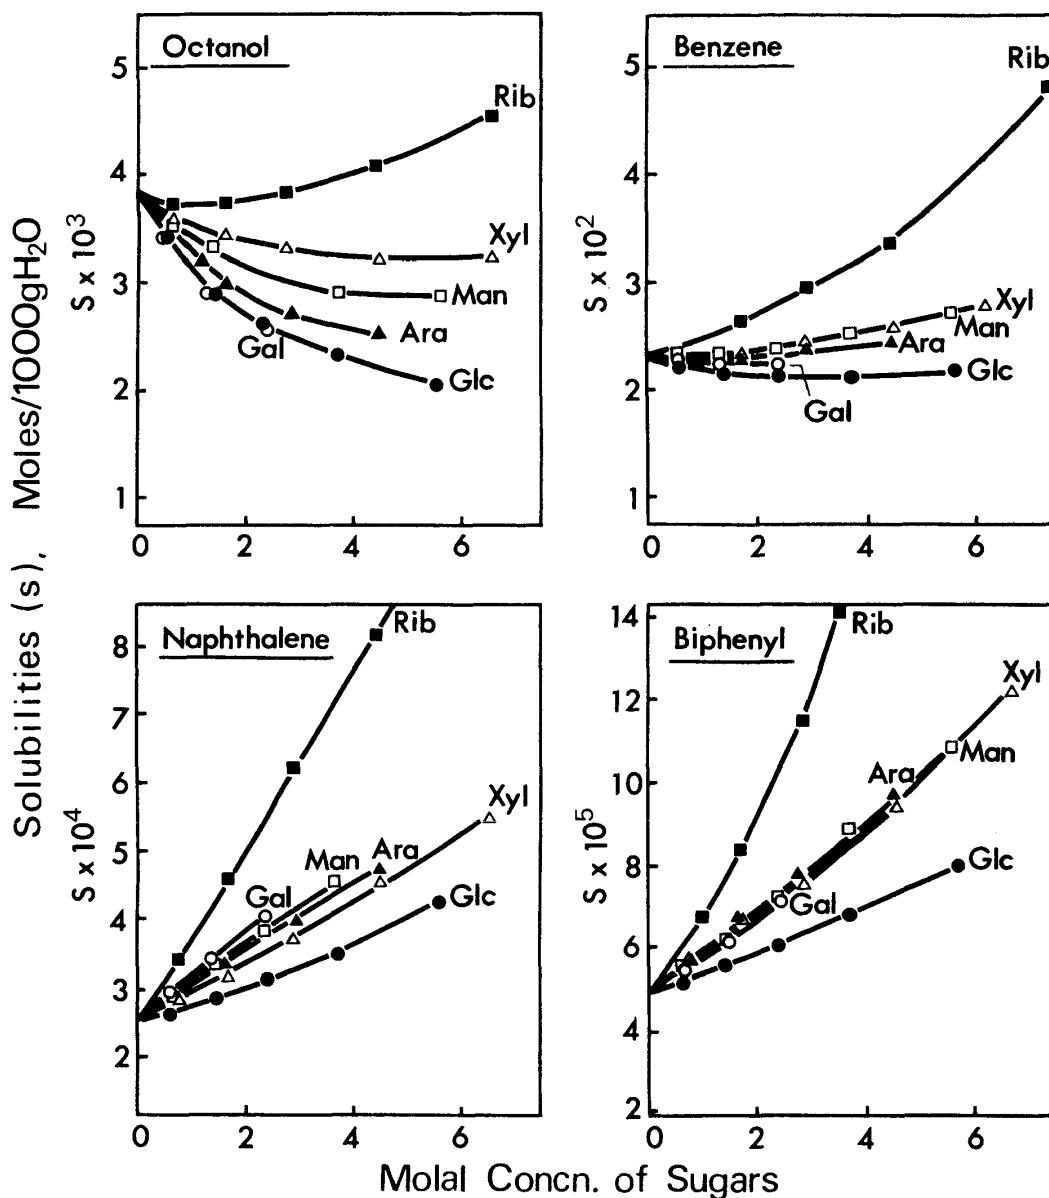 Solubilities (s), Moles/1000gH₂O
Octanol
S x 10³
5
4
3
2
1
0 2 4 6
Rib
Xyl
Man
Ara
Gal
Glc
Benzene
S x 10²
5
4
3
2
1
0 2 4 6
Rib
Xyl
Man
Ara
Glc
Gal
Naphthalene
S x 10⁴
8
7
6
5
4
3
2
0 2 4 6
Rib
Xyl
Ara
Man
Gal
Glc
Biphenyl
S x 10⁵
14
12
10
8
6
4
2
0 2 4 6
Rib
Xyl
Man
Ara
Glc
Gal
Molal Concn. of Sugars